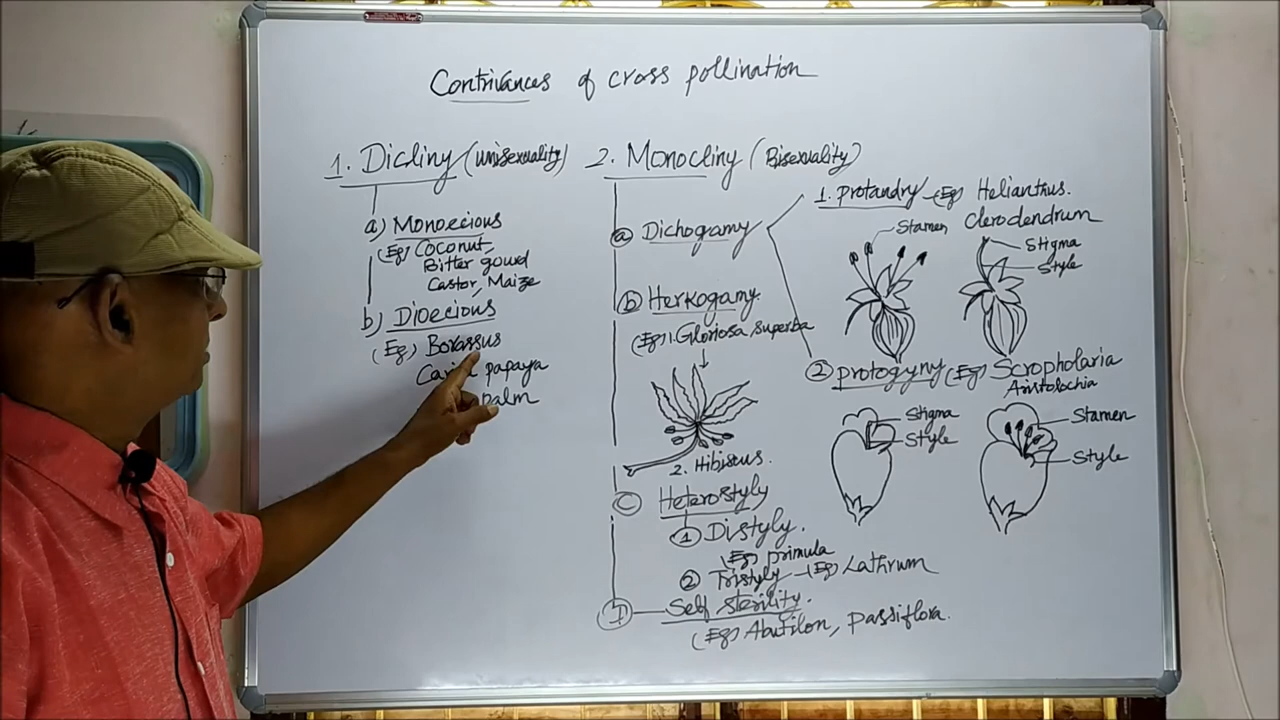 Contrivances of cross pollination
1. Dicliny (unisexuality)
a) Monoecious
(Eg) Coconut
Bitter gourd
Castor, Maize
b) Dioecious
(Eg) Borassus
papaya
palm
2. Monocliny (Bisexuality)
a Dichogamy
1. Protandry - (Eg) Helianthus.
Clerodendrum
Stamen
Stigma
Style
2 protogyny (Eg) Scropholaria
Aristolochia
Stigma
Style
Stamen
Style
b Herkogamy.
(Eg) 1. Gloriosa superba
2. Hibiscus.
C Heterostyly
1 Distyly.
(Eg) primula
2 Tristyly - (Eg) Lathrum
Self sterility.
(Eg) Abutilon, passiflora.